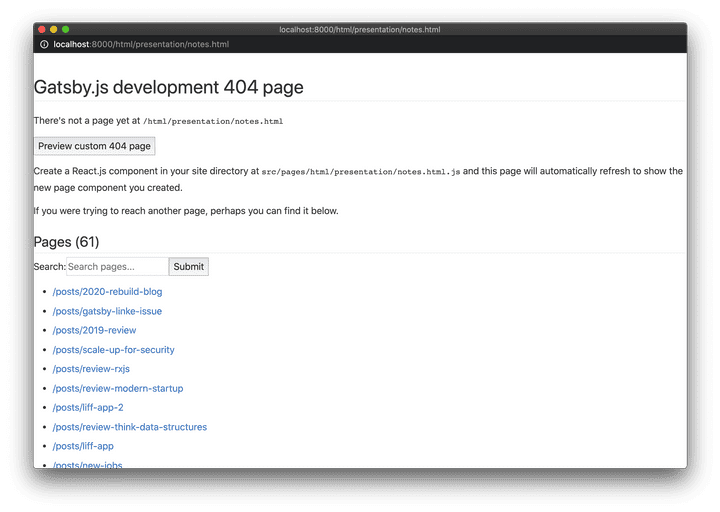 localhost:8000/html/presentation/notes.html
localhost:8000/html/presentation/notes.html
Gatsby.js development 404 page
There's not a page yet at /html/presentation/notes.html
Preview custom 404 page
Create a React.js component in your site directory at src/pages/html/presentation/notes.html.js and this page will automatically refresh to show the
new page component you created.
If you were trying to reach another page, perhaps you can find it below.
Pages (61)
Search: Search pages... Submit
/posts/2020-rebuild-blog
/posts/gatsby-linke-issue
/posts/2019-review
/posts/scale-up-for-security
/posts/review-rxjs
/posts/review-modern-startup
/posts/liff-app-2
/posts/review-think-data-structures
/posts/liff-app
/posts/new-jobs